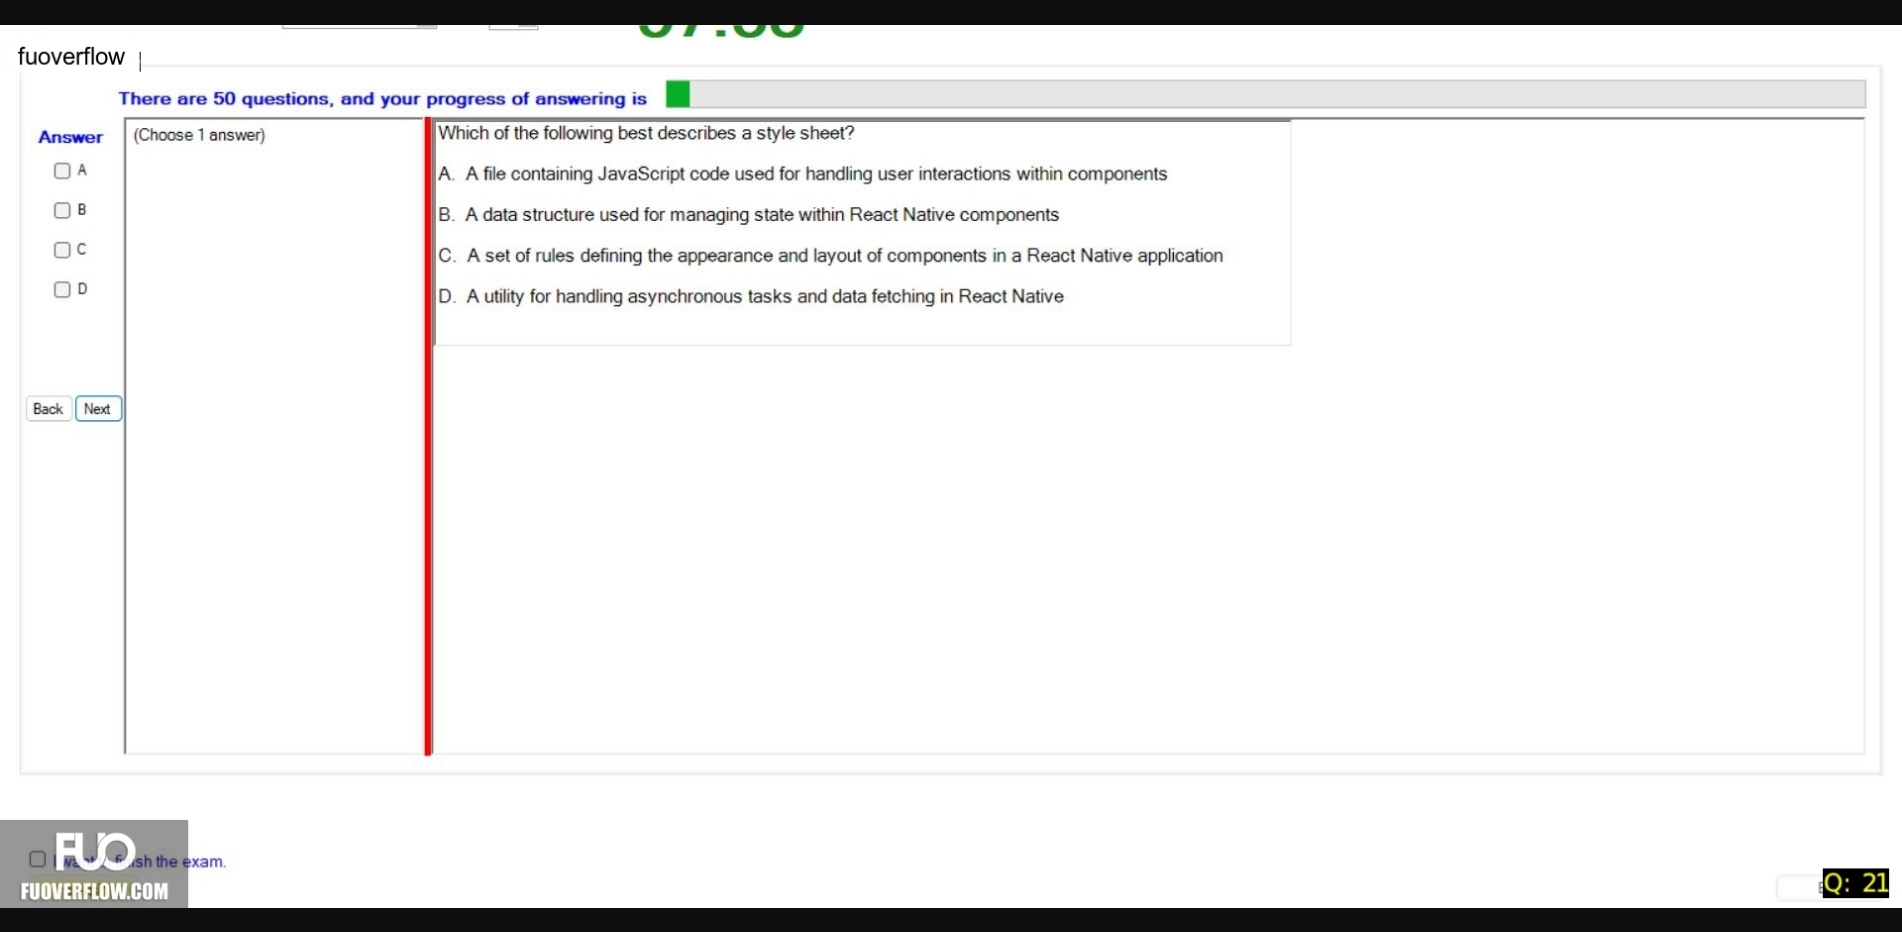 fuoverflow
There are 50 questions, and your progress of answering is
Answer
(Choose 1 answer)
A
B
C
D
Back Next
Which of the following best describes a style sheet?
A. A file containing JavaScript code used for handling user interactions within components
B. A data structure used for managing state within React Native components
C. A set of rules defining the appearance and layout of components in a React Native application
D. A utility for handling asynchronous tasks and data fetching in React Native
FUO
the exam.
FUOVERFLOW.COM
Q: 21